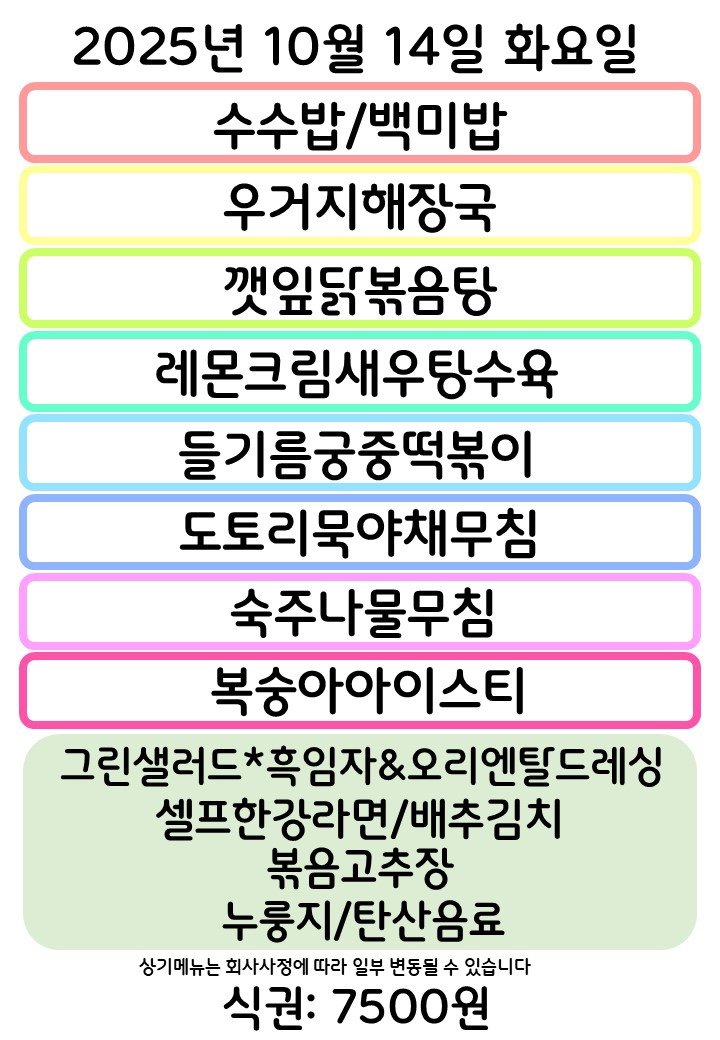 2025년 10월 14일 화요일
수수밥/백미밥
우거지해장국
깻잎닭볶음탕
레몬크림새우탕수육
들기름궁중떡볶이
도토리묵야채무침
숙주나물무침
복숭아아이스티
그린샐러드*흑임자&오리엔탈드레싱
셀프한강라면/배추김치
볶음고추장
누룽지/탄산음료
상기메뉴는 회사사정에 따라 일부 변동될 수 있습니다
식권: 7500원